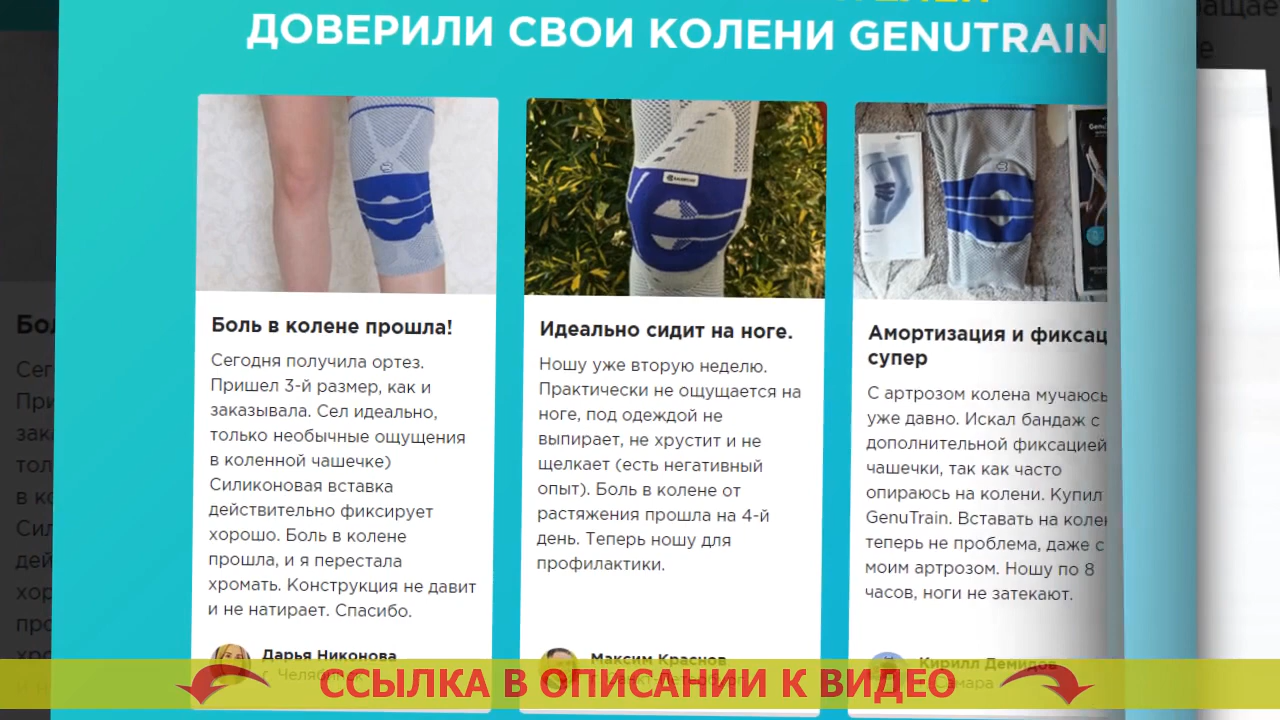 ДОВЕРИЛИ СВОИ КОЛЕНИ GENUTRAIN
Боль в колене прошла!
Сегодня получила ортез.
Пришел 3-й размер, как и
заказывала. Сел идеально,
только необычные ощущения
в коленной чашечке)
Силиконовая вставка
действительно фиксирует
хорошо. Боль в колене
прошла, и я перестала
хромать. Конструкция не давит
и не натирает. Спасибо.
Дарья Никонова
г. Челябинск
Идеально сидит на ноге.
Ношу уже вторую неделю.
Практически не ощущается на
ноге, под одеждой не
выпирает, не хрустит и не
щелкает (есть негативный
опыт). Боль в колене от
растяжения прошла на 4-й
день. Теперь ношу для
профилактики.
Максим Краснов
Амортизация и фиксац
супер
С артрозом колена мучаюсь
уже давно. Искал бандаж с
дополнительной фиксацией
чашечки, так как часто
опираюсь на колени. Купил
GenuTrain. Вставать на колен
теперь не проблема, даже с
моим артрозом. Ношу по 8
часов, ноги не затекают.
Кирилл Демидов
Самара
ССЫЛКА В ОПИСАНИИ К ВИДЕО